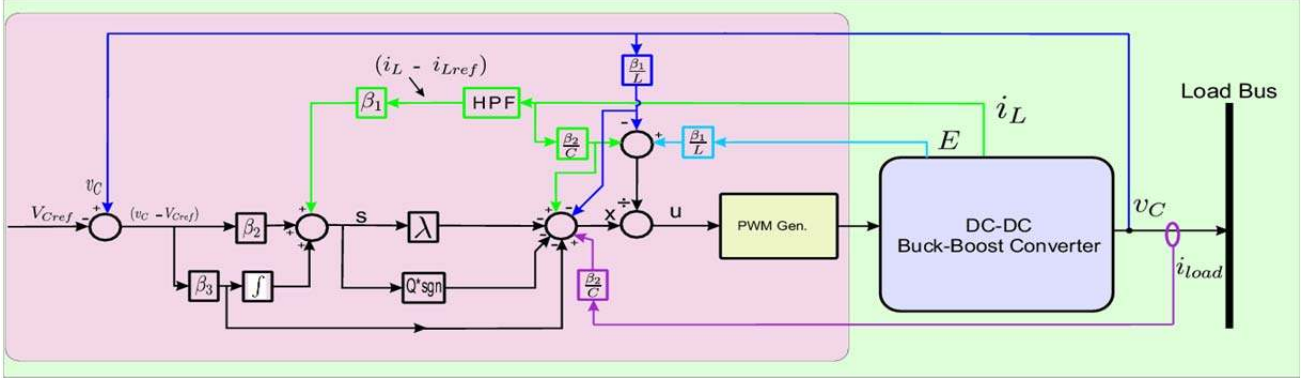 β₁
L
(i_L - i_Lref)
β₁
HPF
i_L
Load Bus
β₂
C
-
+
β₁
L
E
v_C
+
V_Cref
-
(v_C -V_Cref)
β₂
+
+
+
s
λ
-
+
-
-
-
+
x
÷
u
PWM Gen.
DC-DC
Buck-Boost Converter
v_C
i_load
β₃
∫
Q*sgn
β₂
C